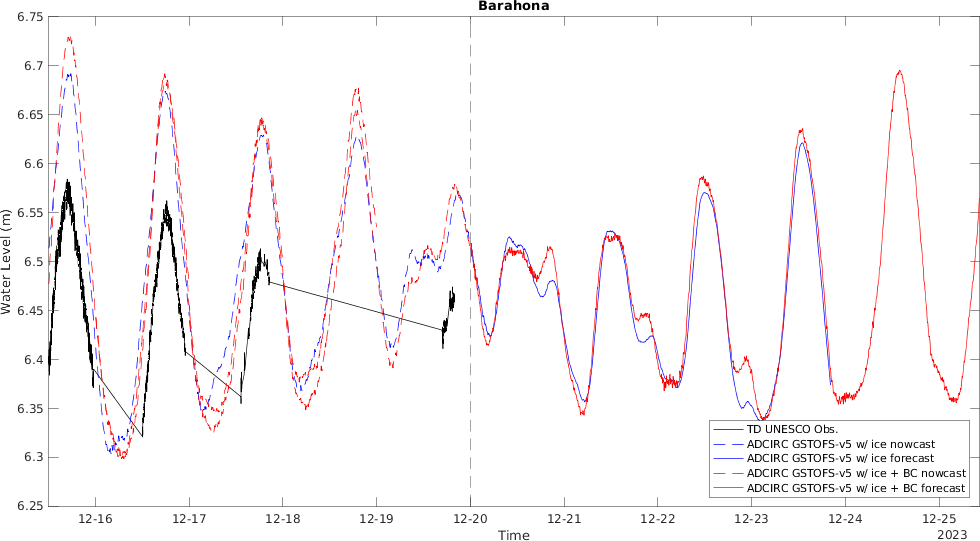 Barahona
6.75
6.7
6.65
6.6
6.55
6.5
6.45
6.4
6.35
6.3
6.25
Water Level (m)
TD UNESCO Obs.
ADCIRC GSTOFS-v5 w/ ice nowcast
ADCIRC GSTOFS-v5 w/ ice forecast
ADCIRC GSTOFS-v5 w/ ice + BC nowcast
ADCIRC GSTOFS-v5 w/ ice + BC forecast
12-16 12-17 12-18 12-19 12-20 12-21 12-22 12-23 12-24 12-25
Time
2023